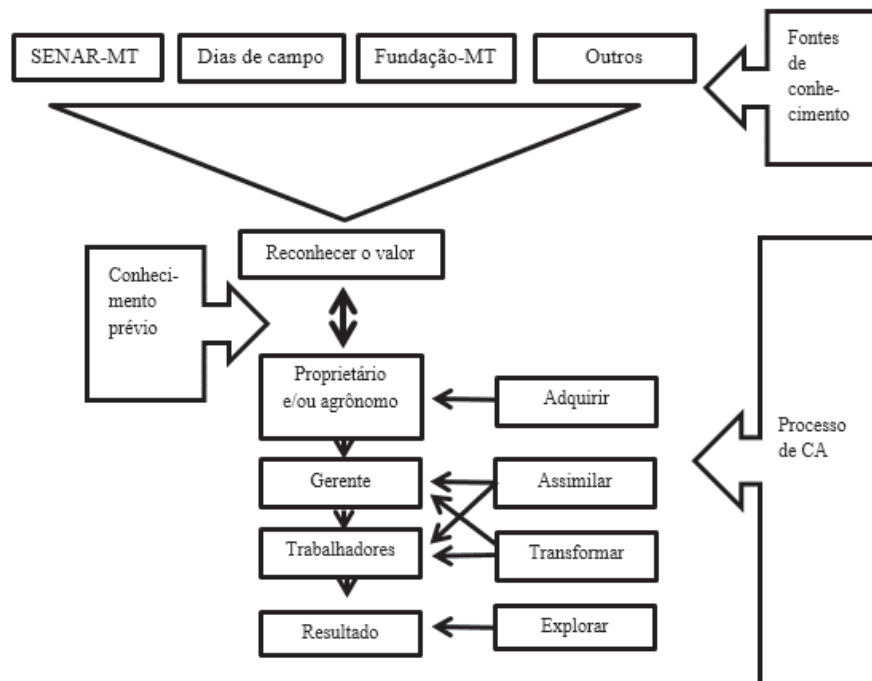 SENAR-MT
Dias de campo
Fundação-MT
Outros
Fontes
de
conhe-
cimento
Reconhecer o valor
Conheci-
mento
prévio
Proprietário
e/ou agrônomo
Adquirir
Processo
de CA
Gerente
Assimilar
Trabalhadores
Transformar
Resultado
Explorar